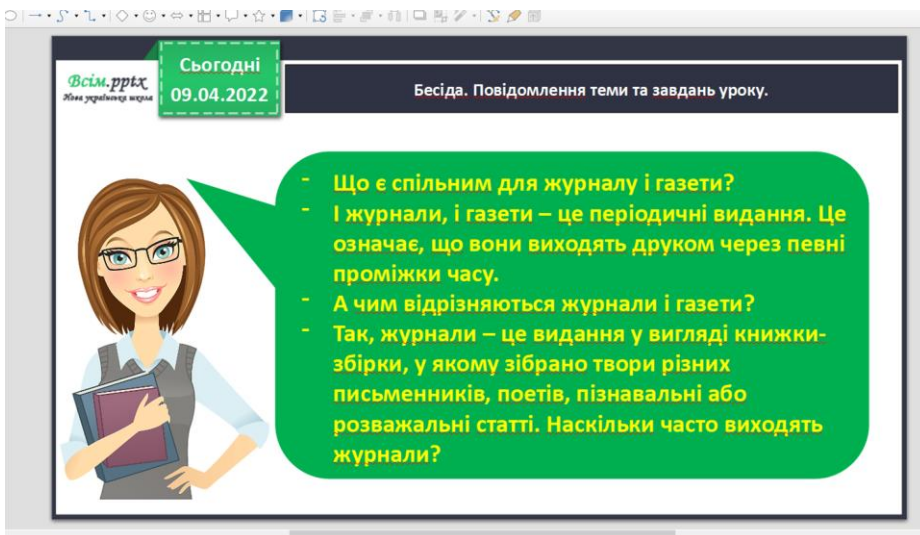 Всім.pptx
Нова українська школа
Сьогодні
09.04.2022
Бесіда. Повідомлення теми та завдань уроку.
- Що є спільним для журналу і газети?
- І журнали, і газети – це періодичні видання. Це
означає, що вони виходять друком через певні
проміжки часу.
- А чим відрізняються журнали і газети?
- Так, журнали – це видання у вигляді книжки-
збірки, у якому зібрано твори різних
письменників, поетів, пізнавальні або
розважальні статті. Наскільки часто виходять
журнали?